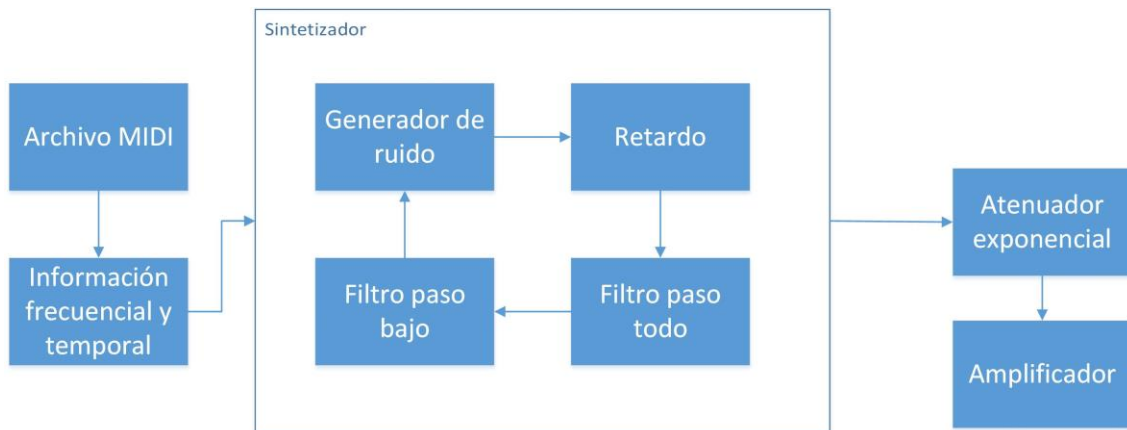 Sintetizador
Archivo MIDI
Información
frecuencial y
temporal
Generador de
ruido
Retardo
Filtro paso
bajo
Filtro paso
todo
Atenuador
exponencial
Amplificador